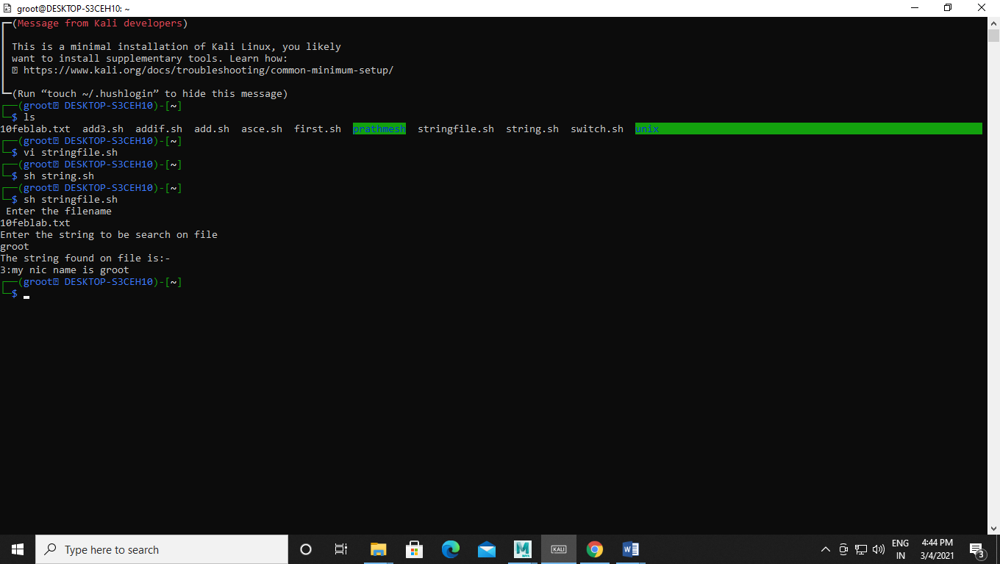 groot@DESKTOP-S3CEH10: ~
(Message from Kali developers)
This is a minimal installation of Kali Linux, you likely
want to install supplementary tools. Learn how:
https://www.kali.org/docs/troubleshooting/common-minimum-setup/
(Run “touch ~/.hushlogin” to hide this message)
(groot DESKTOP-S3CEH10)-[~]
$ ls
10feblab.txt add3.sh addif.sh add.sh asce.sh first.sh prathmesh stringfile.sh string.sh switch.sh unix
(groot DESKTOP-S3CEH10)-[~]
$ vi stringfile.sh
(groot DESKTOP-S3CEH10)-[~]
$ sh string.sh
(groot DESKTOP-S3CEH10)-[~]
$ sh stringfile.sh
Enter the filename
10feblab.txt
Enter the string to be search on file
groot
The string found on file is:-
3:my nic name is groot
(groot DESKTOP-S3CEH10)-[~]
$
Type here to search
KALI
ENG
IN
4:44 PM
3/4/2021
3